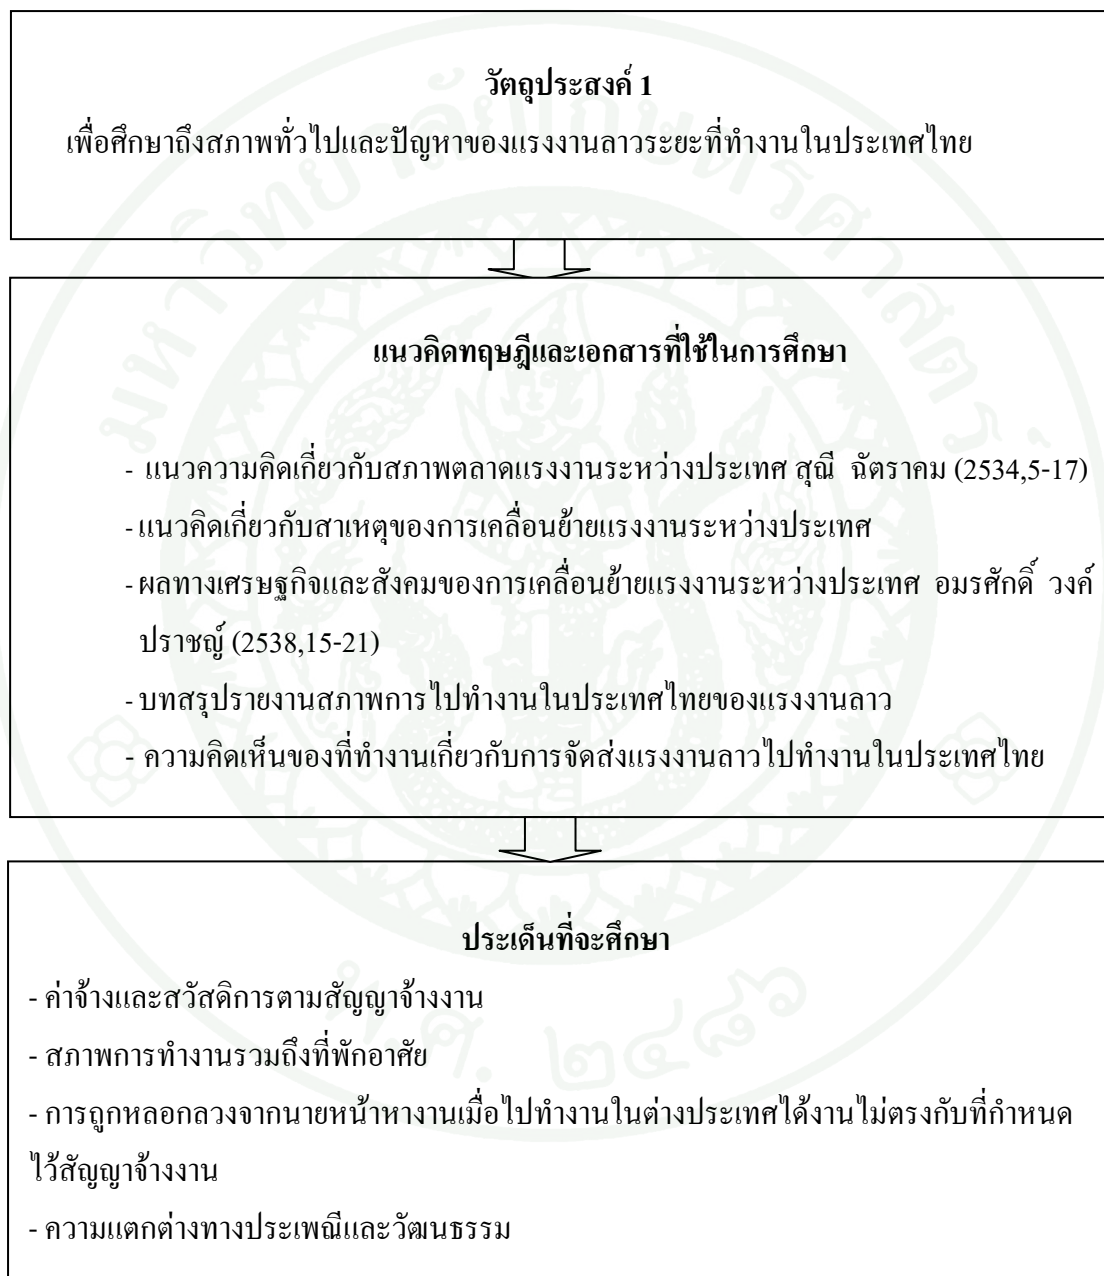 วัตถุประสงค์ 1
เพื่อศึกษาถึงสภาพทั่วไปและปัญหาของแรงงานลาวระยะที่ทำงานในประเทศไทย
แนวคิดทฤษฎีและเอกสารที่ใช้ในการศึกษา
- แนวความคิดเกี่ยวกับสภาพตลาดแรงงานระหว่างประเทศ สุณี ฉัตราคม (2534,5-17)
- แนวคิดเกี่ยวกับสาเหตุของการเคลื่อนย้ายแรงงานระหว่างประเทศ
- ผลทางเศรษฐกิจและสังคมของการเคลื่อนย้ายแรงงานระหว่างประเทศ อมรศักดิ์ วงค์
ปราชญ์ (2538,15-21)
- บทสรุปรายงานสภาพการไปทำงานในประเทศไทยของแรงงานลาว
- ความคิดเห็นของที่ทำงานเกี่ยวกับการจัดส่งแรงงานลาวไปทำงานในประเทศไทย
ประเด็นที่จะศึกษา
- ค่าจ้างและสวัสดิการตามสัญญาจ้างงาน
- สภาพการทำงานรวมถึงที่พักอาศัย
- การถูกหลอกลวงจากนายหน้าหางานเมื่อไปทำงานในต่างประเทศได้งานไม่ตรงกับที่กำหนด
ไว้สัญญาจ้างงาน
- ความแตกต่างทางประเพณีและวัฒนธรรม
มหาวิทยาลัยเกษตรศาสตร์
พ.ศ. ๒๔๘๖